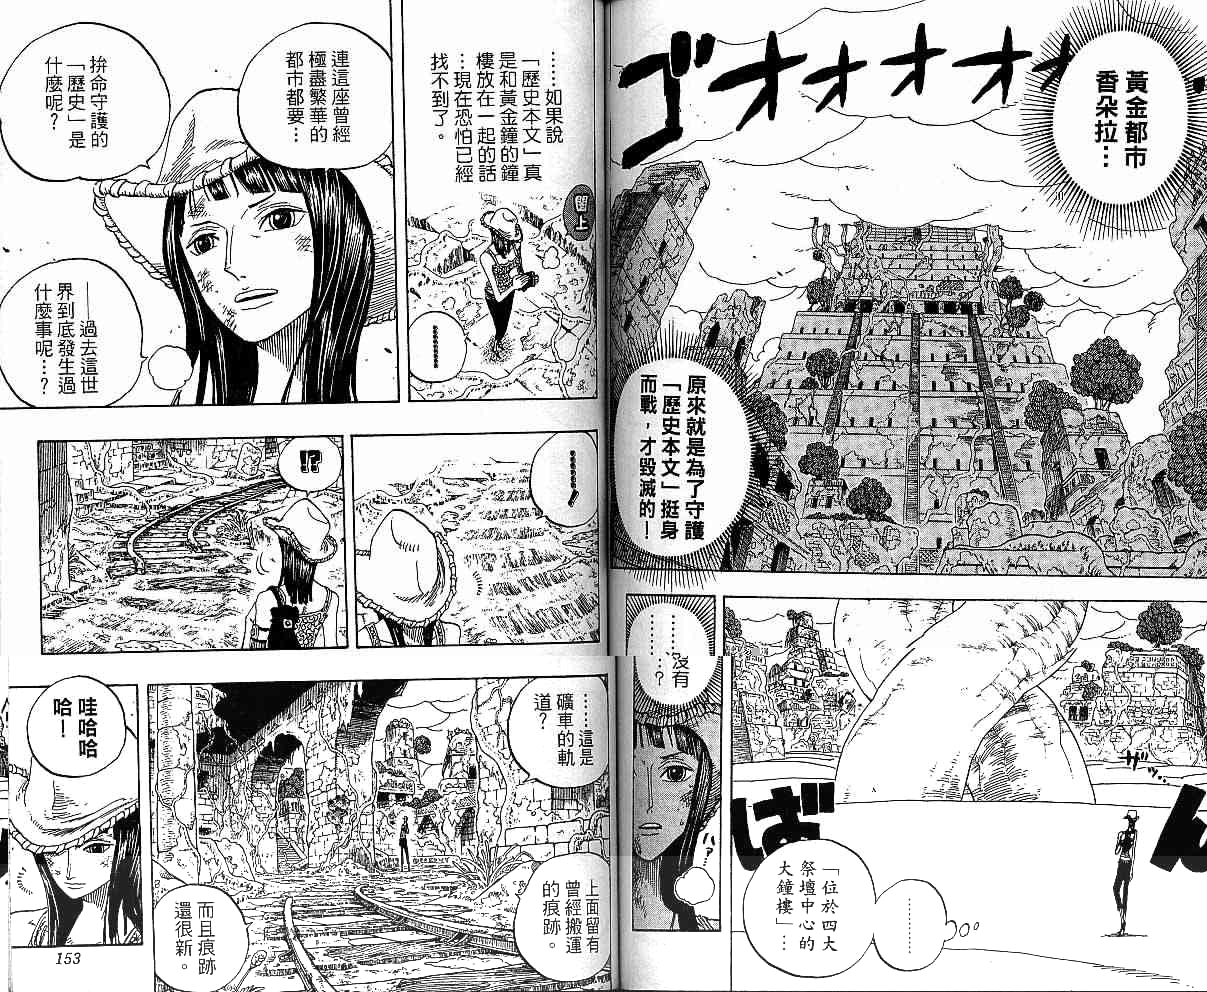 黃金都市
香朵拉…
ゴオオオオオ
原來就是為了守護
「歷史本文」挺身
而戰，才毀滅的！
ザッ‥
ばん
「位於四大
祭壇中心的
大鐘樓」…
…………
………沒有
………？
ハァ…
……如果說
「歷史本文」真
是和黃金鐘的鐘
樓放在一起的話
…現在恐怕已經
找不到了。
留上
…………
連這座曾經
極盡繁華的
都市都要…
拚命守護的
「歷史」是
什麼呢？
——過去這世
界到底發生過
什麼事呢…？
…………！
!?
……這是
礦車的軌
道？
上面留有
曾經搬運
的痕跡。
而且痕跡
還很新。
哇哈哈
哈！
153